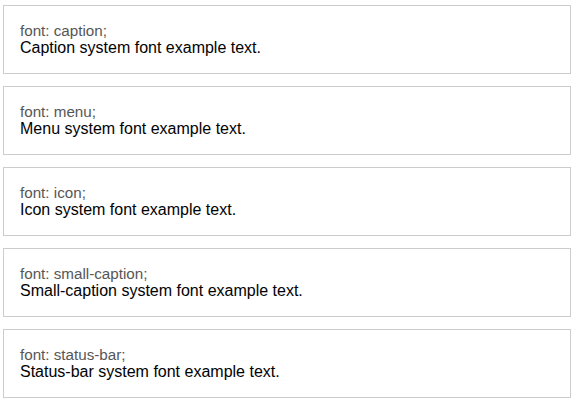 font: caption;
Caption system font example text.
font: menu;
Menu system font example text.
font: icon;
Icon system font example text.
font: small-caption;
Small-caption system font example text.
font: status-bar;
Status-bar system font example text.